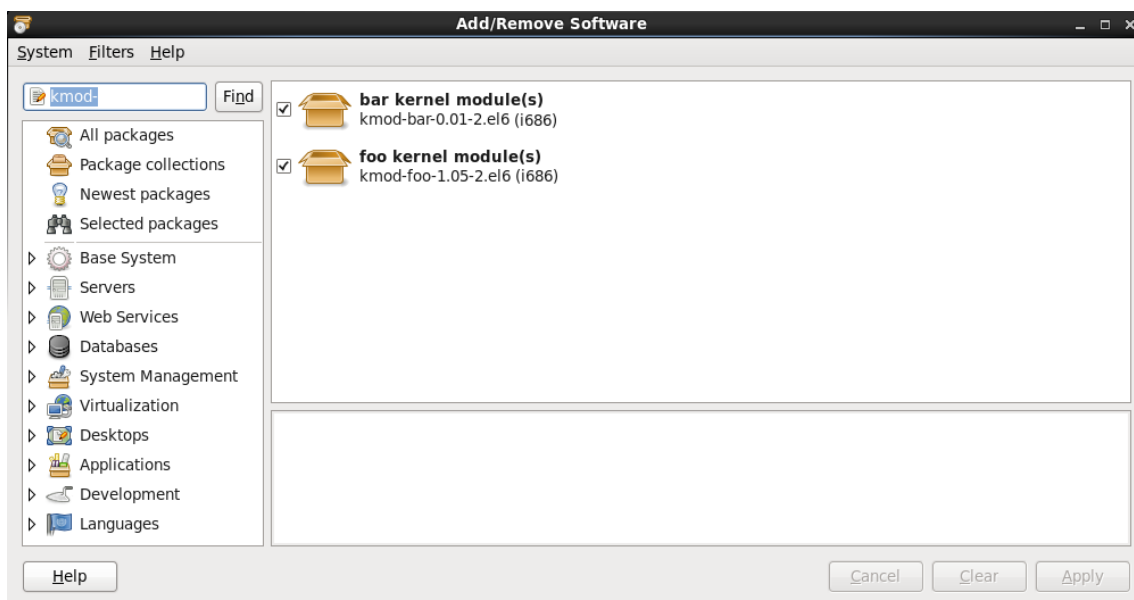 Add/Remove Software
System Filters Help
kmod-
Find
All packages
Package collections
Newest packages
Selected packages
Base System
Servers
Web Services
Databases
System Management
Virtualization
Desktops
Applications
Development
Languages
bar kernel module(s)
kmod-bar-0.01-2.el6 (i686)
foo kernel module(s)
kmod-foo-1.05-2.el6 (i686)
Help
Cancel
Clear
Apply